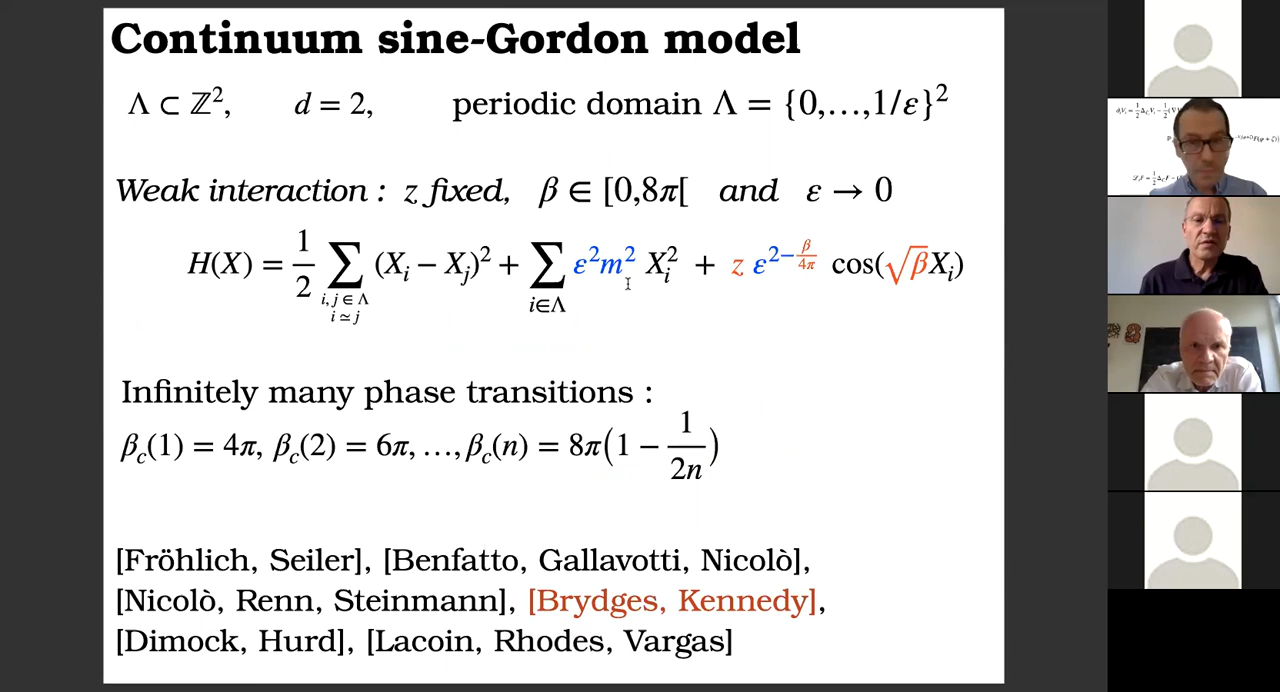 Continuum sine-Gordon model
Λ ⊂ ℤ², d = 2, periodic domain Λ = {0,…,1/ε}²
Weak interaction : z fixed, β ∈ [0,8π[ and ε → 0
H(X) = 1/2 ∑_{i,j ∈ Λ, i ≃ j} (X_i − X_j)² + ∑_{i∈Λ} ε²m² X_i² + z ε^{2−β/4π} cos(√β X_i)
Infinitely many phase transitions :
β_c(1) = 4π, β_c(2) = 6π, …, β_c(n) = 8π(1 − 1/2n)
[Fröhlich, Seiler], [Benfatto, Gallavotti, Nicolò],
[Nicolò, Renn, Steinmann], [Brydges, Kennedy],
[Dimock, Hurd], [Lacoin, Rhodes, Vargas]